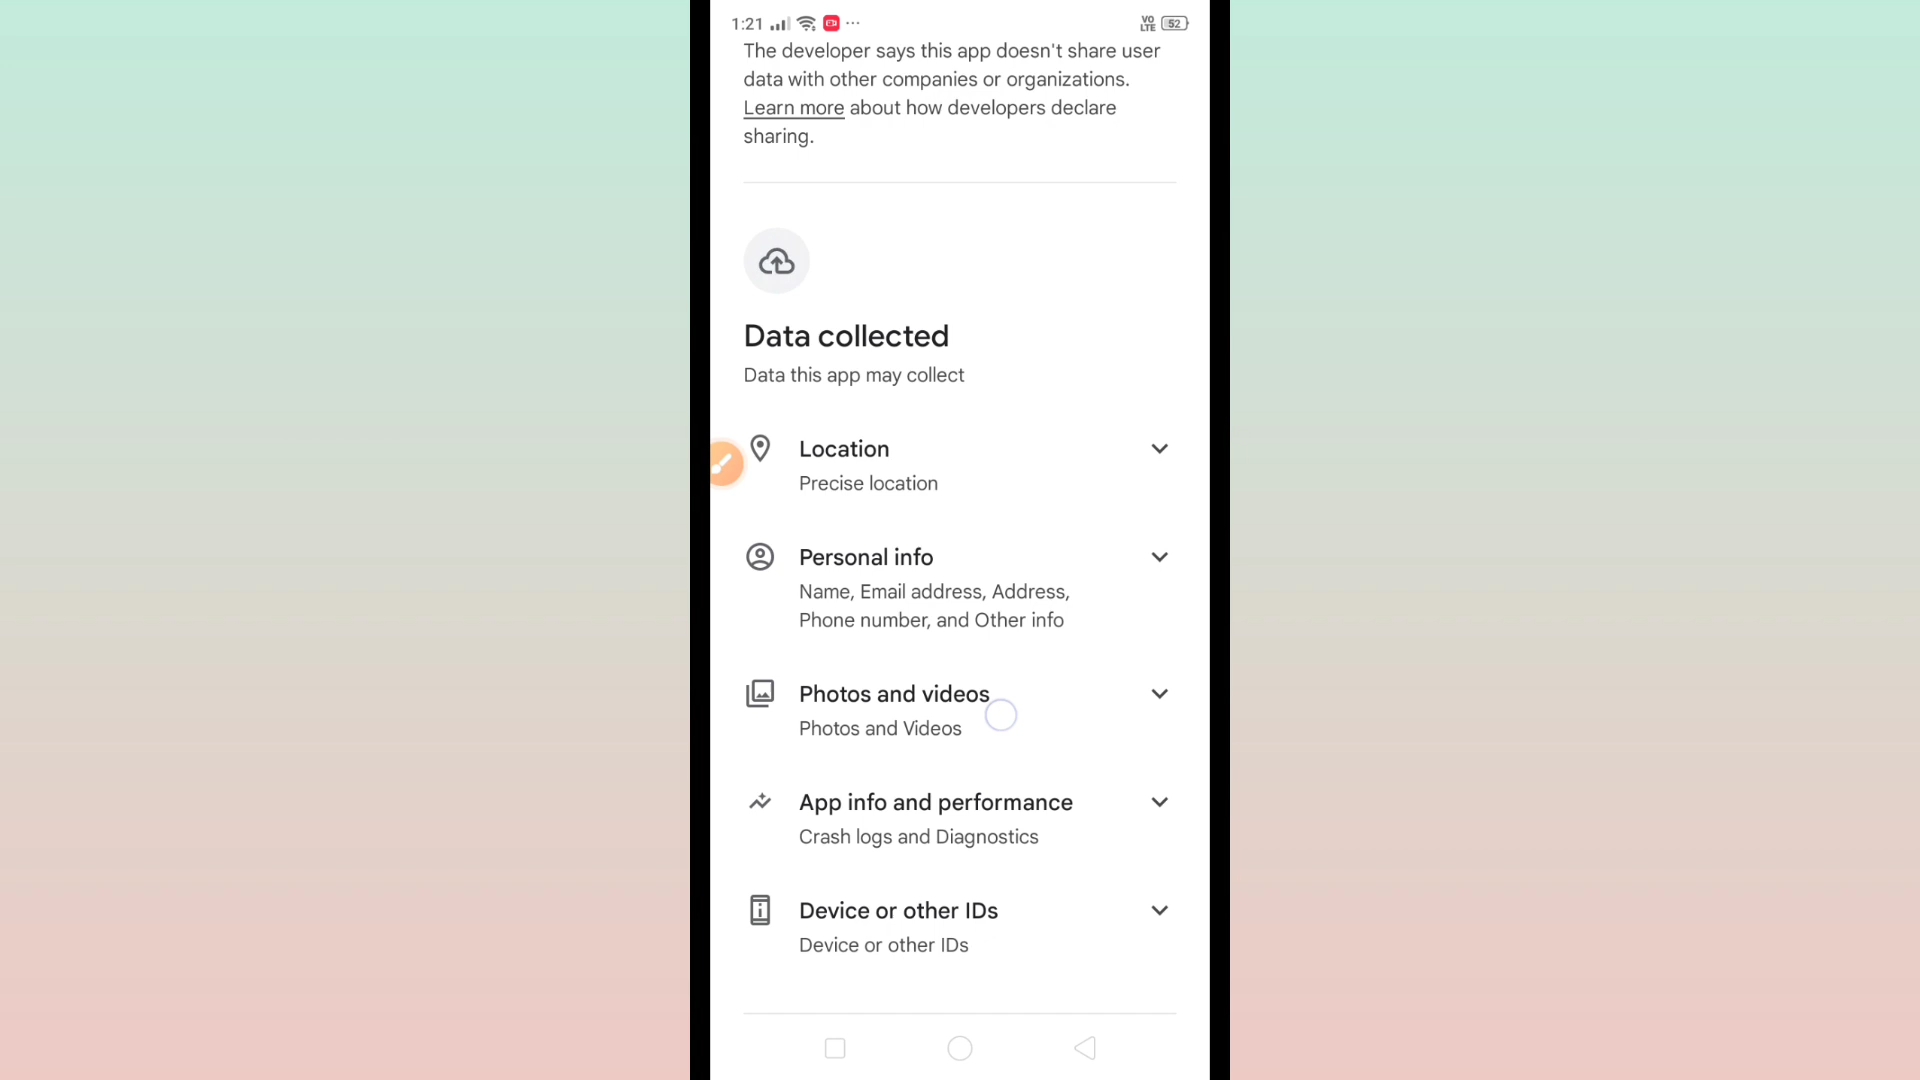 1:21 ... VO LTE 52
The developer says this app doesn't share user
data with other companies or organizations.
Learn more about how developers declare
sharing.
Data collected
Data this app may collect
Location
Precise location
Personal info
Name, Email address, Address,
Phone number, and Other info
Photos and videos
Photos and Videos
App info and performance
Crash logs and Diagnostics
Device or other IDs
Device or other IDs